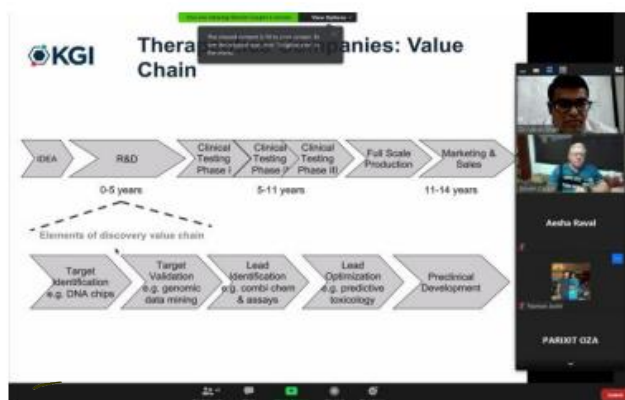 View Options
KGI
Therapeutics Companies: Value
Chain
IDEA
R&D
Clinical
Testing
Phase I
Clinical
Testing
Phase II
Clinical
Testing
Phase III
Full Scale
Production
Marketing &
Sales
0-5 years
5-11 years
11-14 years
Elements of discovery value chain
Target
Identification
e.g. DNA chips
Target
Validation
e.g. genomic
data mining
Lead
Identification
e.g. combi chem
& assays
Lead
Optimization
e.g. predictive
toxicology
Preclinical
Development
Aesha Raval
PARIXIT OZA